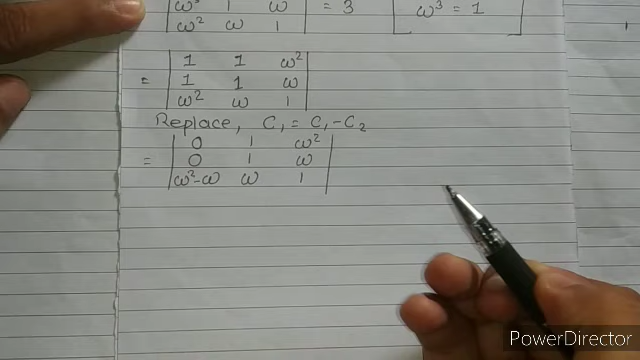 | ω³ 1 ω | = 3 [ ω³ = 1 ]
| ω² ω 1 |
| 1 1 ω² |
= | 1 1 ω |
| ω² ω 1 |
Replace, C₁ = C₁ - C₂
| 0 1 ω² |
= | 0 1 ω |
| ω²-ω ω 1 |
PowerDirector